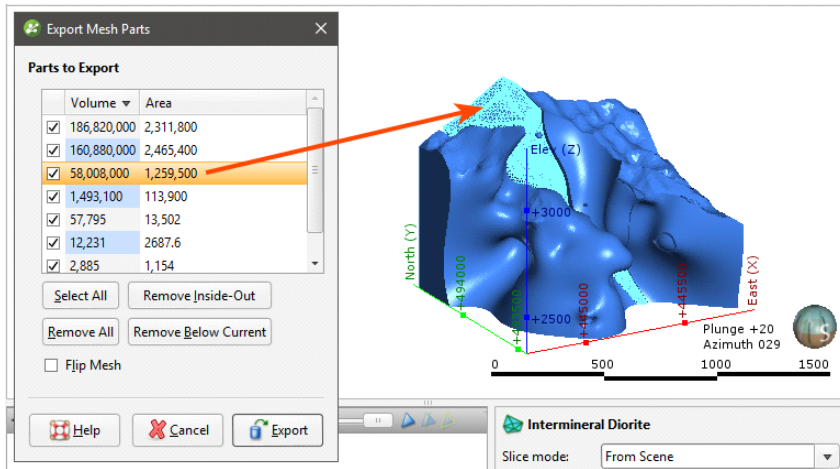 Export Mesh Parts
Parts to Export
Volume Area
186,820,000 2,311,800
160,880,000 2,465,400
58,008,000 1,259,500
1,493,100 113,900
57,795 13,502
12,231 2687.6
2,885 1,154
Select All Remove Inside-Out
Remove All Remove Below Current
Flip Mesh
Help Cancel Export
Elev (Z)
+3000
+2500
North (Y)
+494000
East (X)
+445500
+445000
Plunge +20
Azimuth 029
0 500 1000 1500
Intermineral Diorite
Slice mode: From Scene